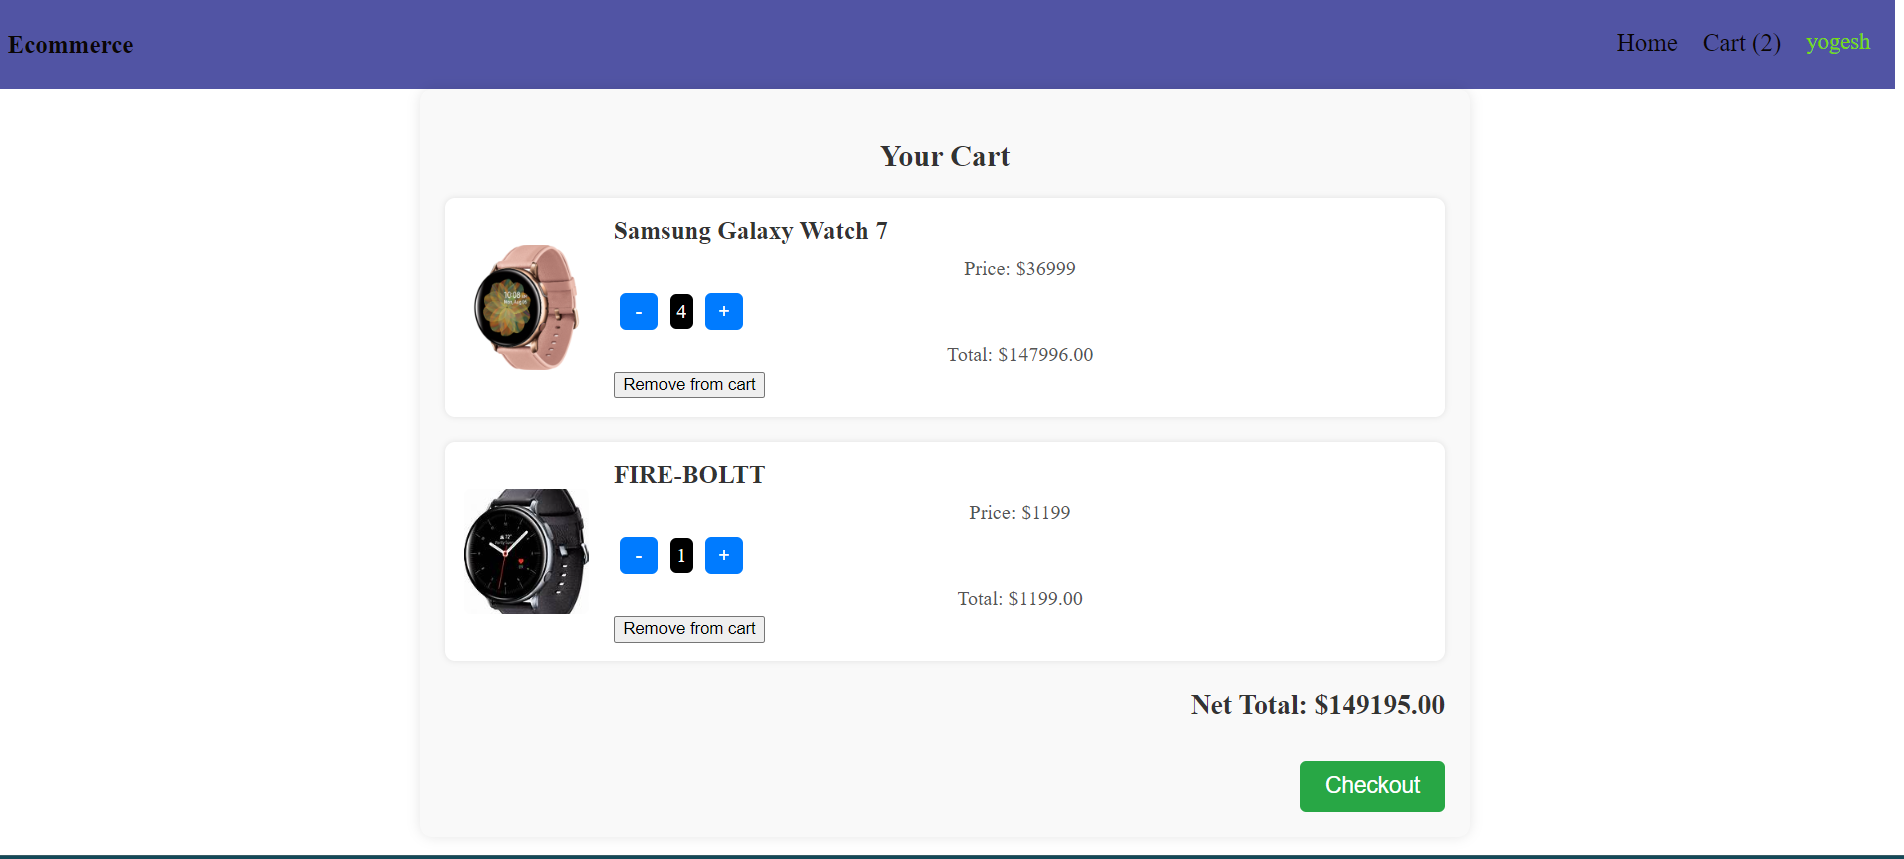 Ecommerce
Home Cart (2) yogesh
Your Cart
Samsung Galaxy Watch 7
Price: $36999
- 4 +
Total: $147996.00
Remove from cart
FIRE-BOLTT
Price: $1199
- 1 +
Total: $1199.00
Remove from cart
Net Total: $149195.00
Checkout